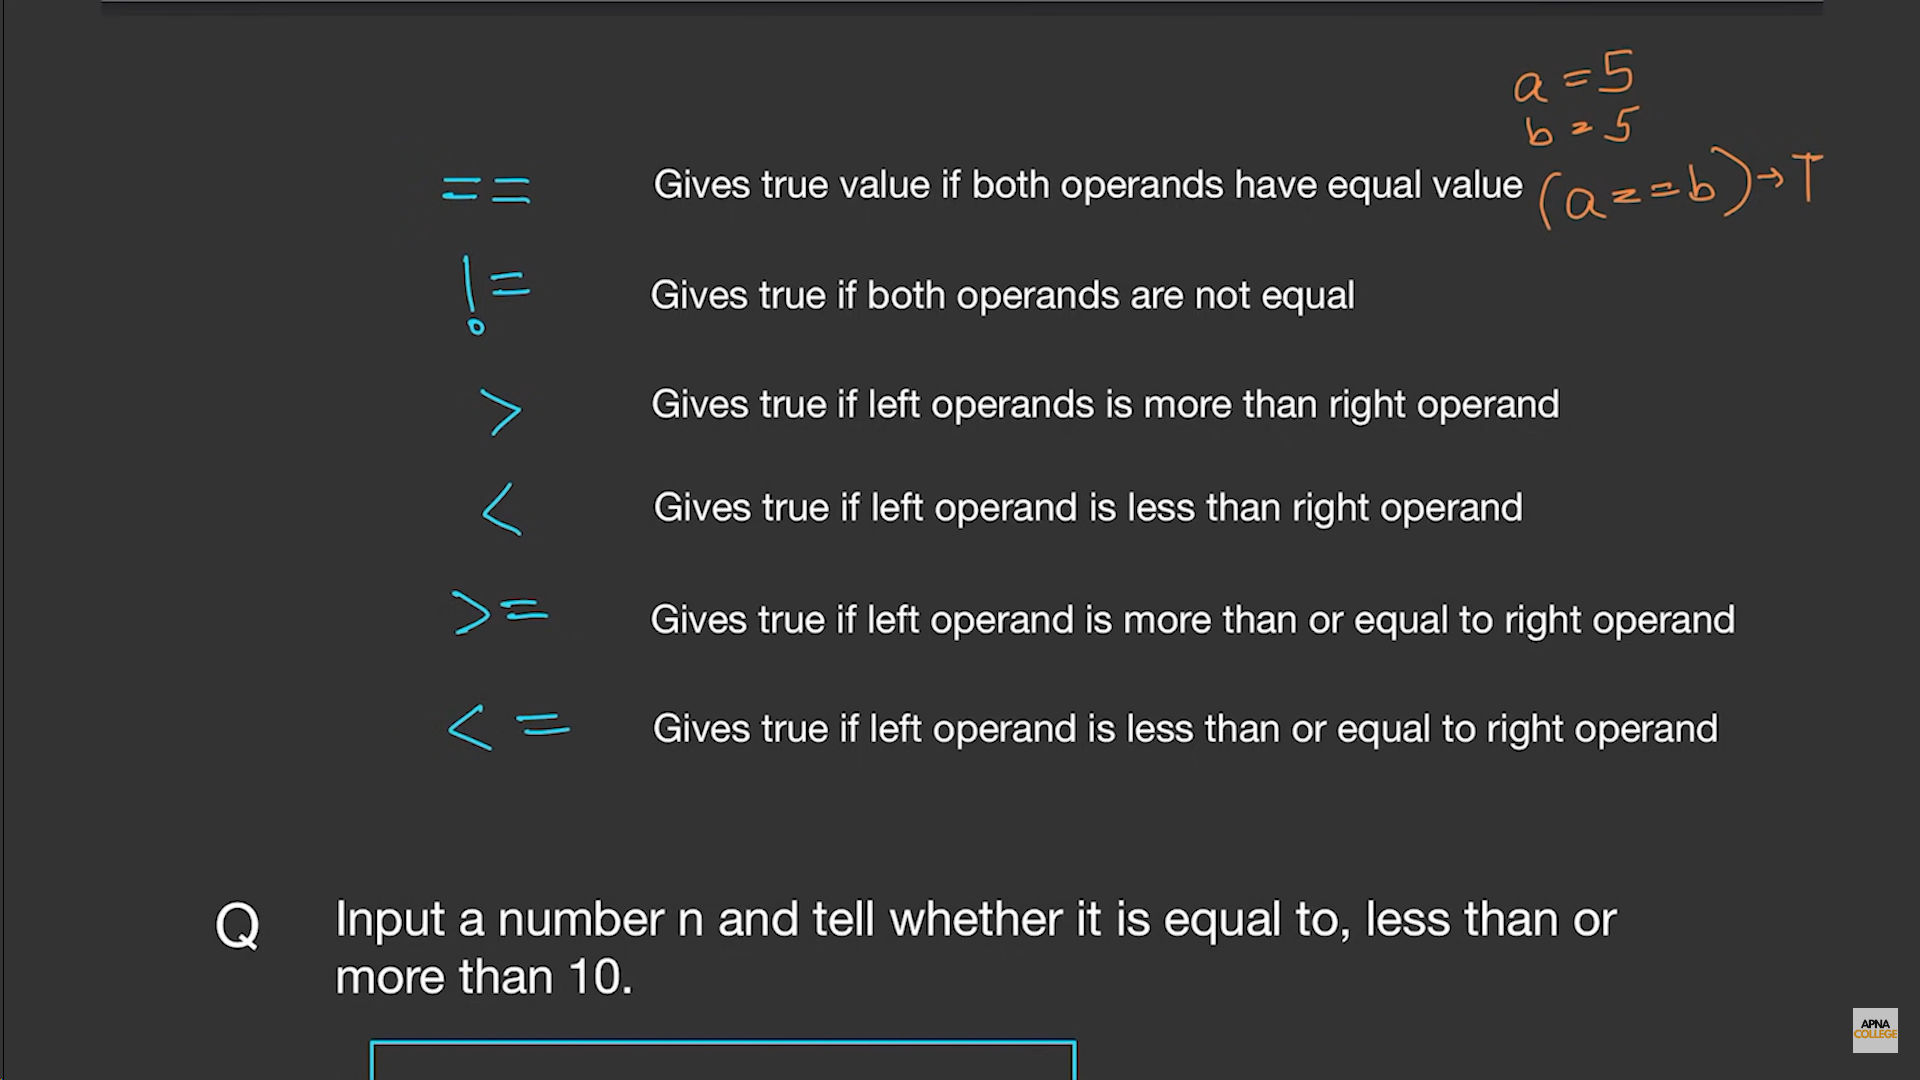 a = 5
b = 5
== Gives true value if both operands have equal value (a == b) → T
!= Gives true if both operands are not equal
> Gives true if left operands is more than right operand
< Gives true if left operand is less than right operand
>= Gives true if left operand is more than or equal to right operand
<= Gives true if left operand is less than or equal to right operand
Q Input a number n and tell whether it is equal to, less than or
more than 10.
APNA
COLLEGE